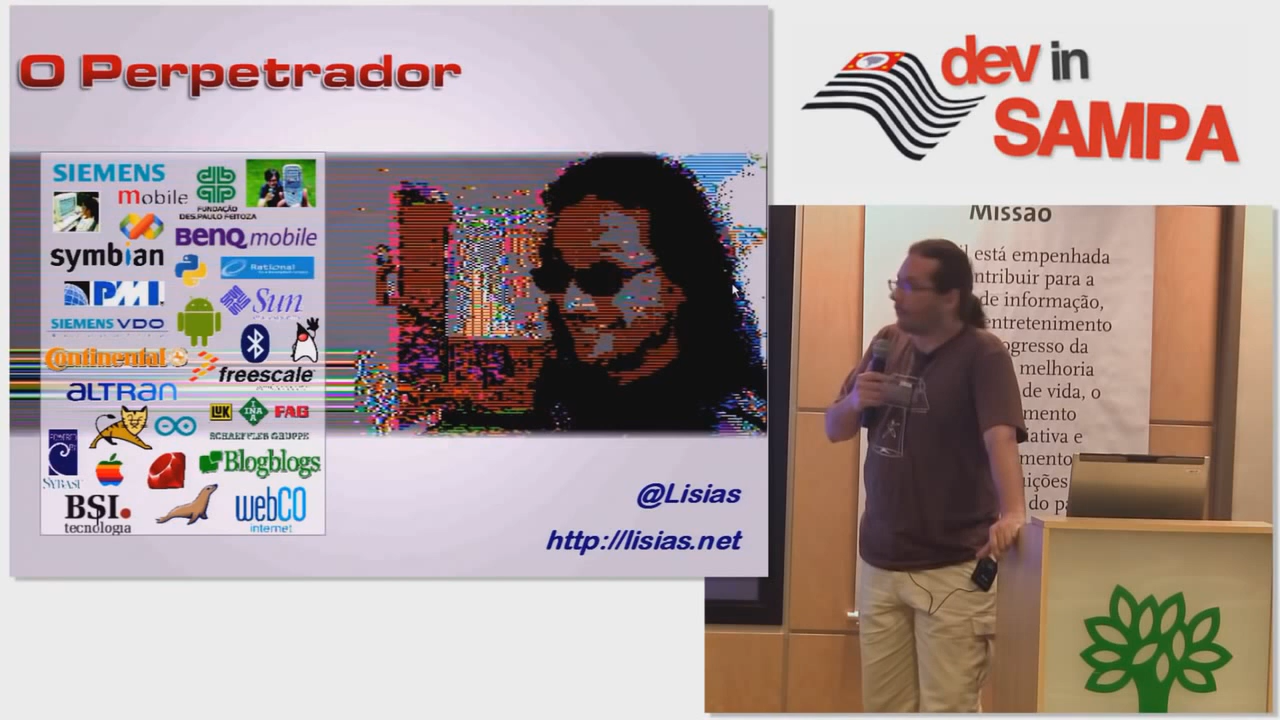 O Perpetrador
SIEMENS
mobile
FUNDAÇÃO
DES.PAULO FEITOZA
BENQ mobile
symbian
Rational
PMI
Sun
SIEMENS VDO
Continental
freescale
ALTRAN
LUK
INA
FAG
SCHAEFFLER GRUPPE
SYBASE
Blogblogs
BSI.
tecnologia
webCO
internet
@Lisias
http://lisias.net
dev in
SAMPA
Missão
está empenhada
ntribuir para a
de informação,
entretenimento
ogresso da
melhoria
de vida, o
mento
ativa e
mento
uições
do pa